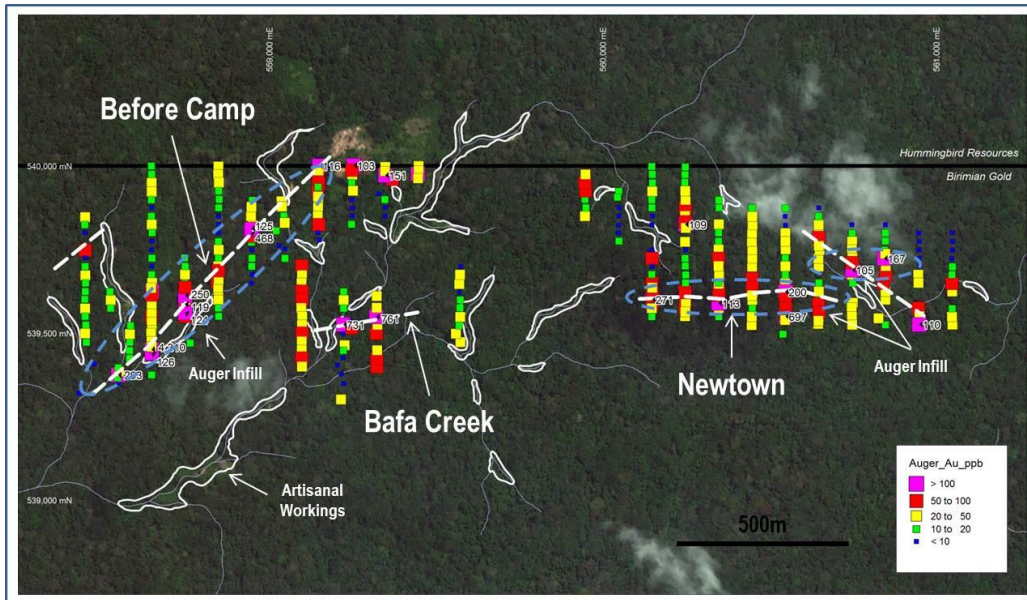 559,000 mE
560,000 mE
561,000 mE
Before Camp
540,000 mN
Hummingbird Resources
Birimian Gold
116
103
151
125
468
109
167
105
250
119
124
271
113
200
697
110
539,500 mN
731
761
210
126
203
Auger Infill
Bafa Creek
Newtown
Auger Infill
539,000 mN
Artisanal
Workings
500m
Auger_Au_ppb
> 100
50 to 100
20 to 50
10 to 20
< 10